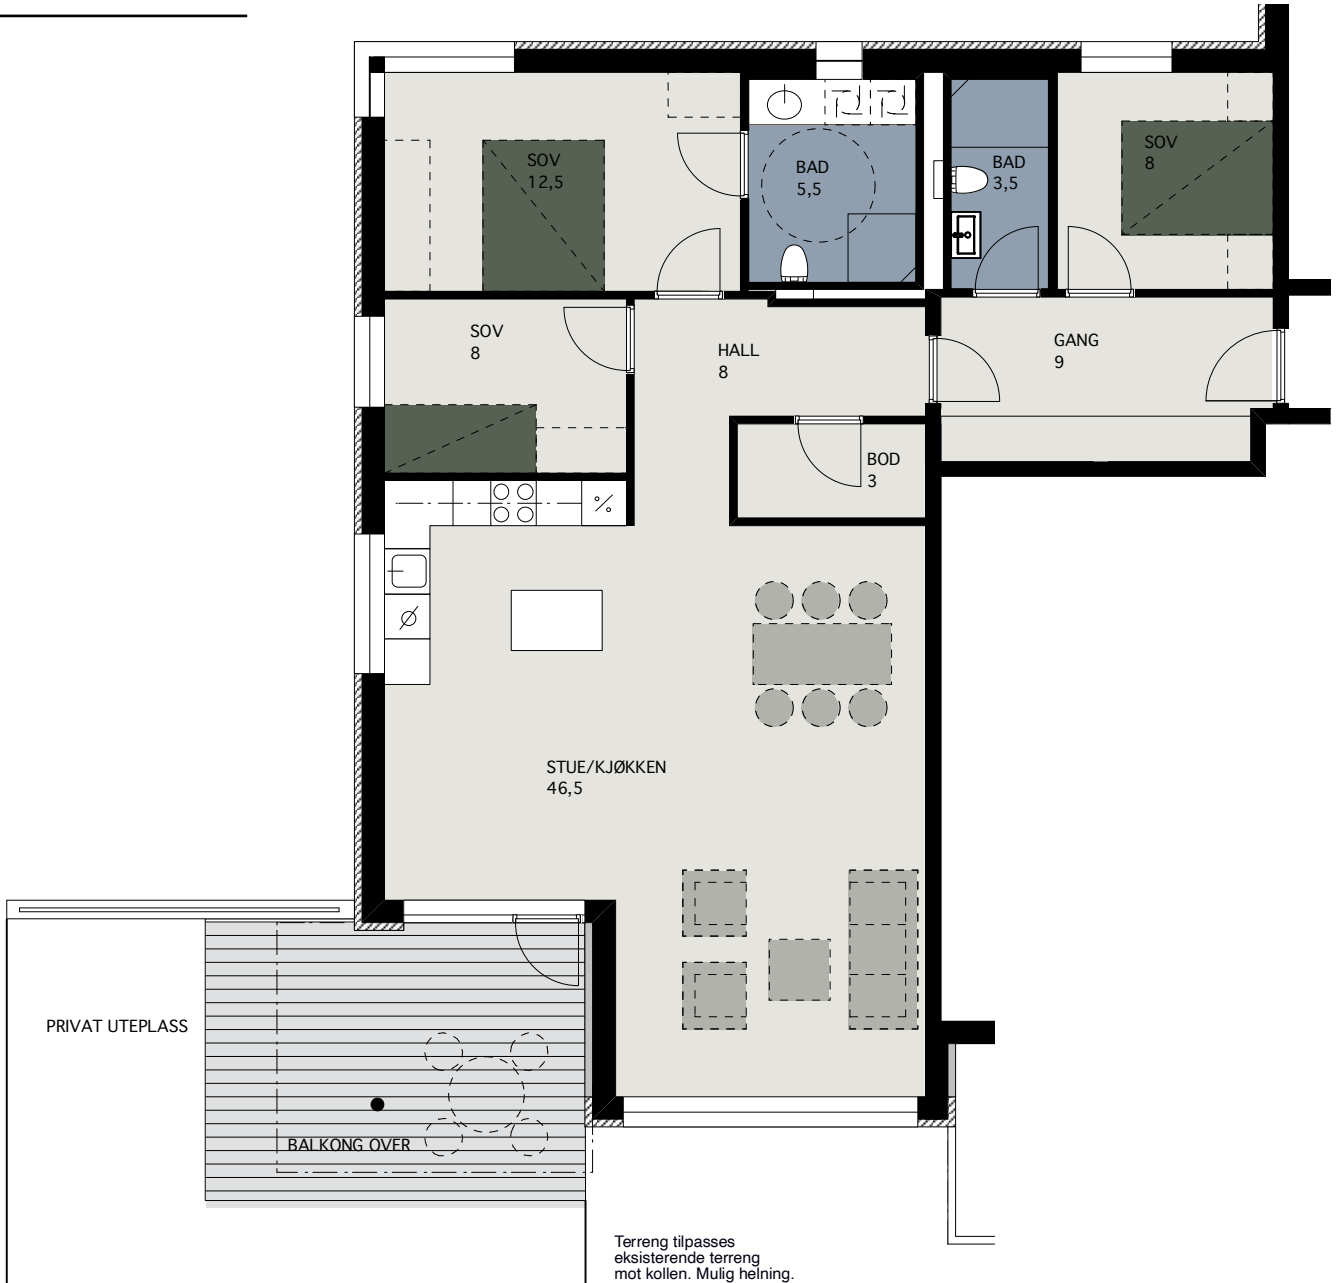 SOV
12,5
BAD
5,5
BAD
3,5
SOV
8
SOV
8
HALL
8
GANG
9
BOD
3
STUE/KJØKKEN
46,5
PRIVAT UTEPLASS
BALKONG OVER
Terreng tilpasses
eksisterende terreng
mot kollen. Mulig helning.